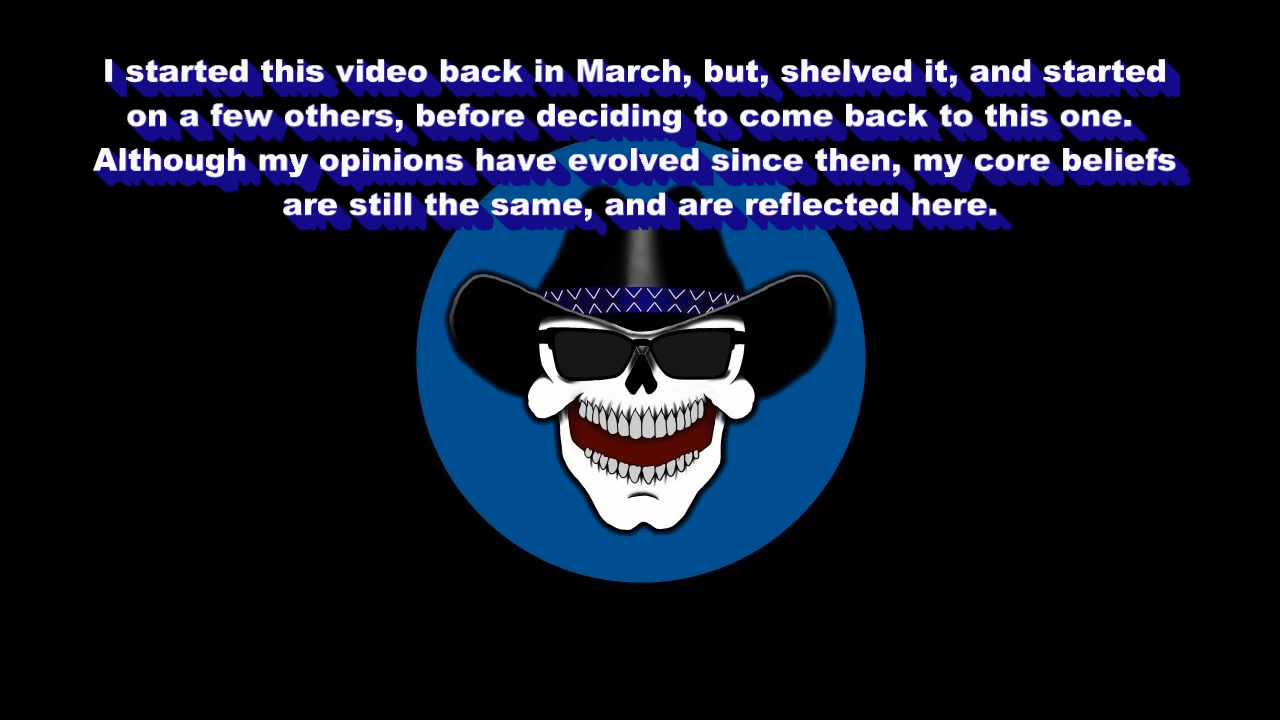 I started this video back in March, but, shelved it, and started
on a few others, before deciding to come back to this one.
Although my opinions have evolved since then, my core beliefs
are still the same, and are reflected here.